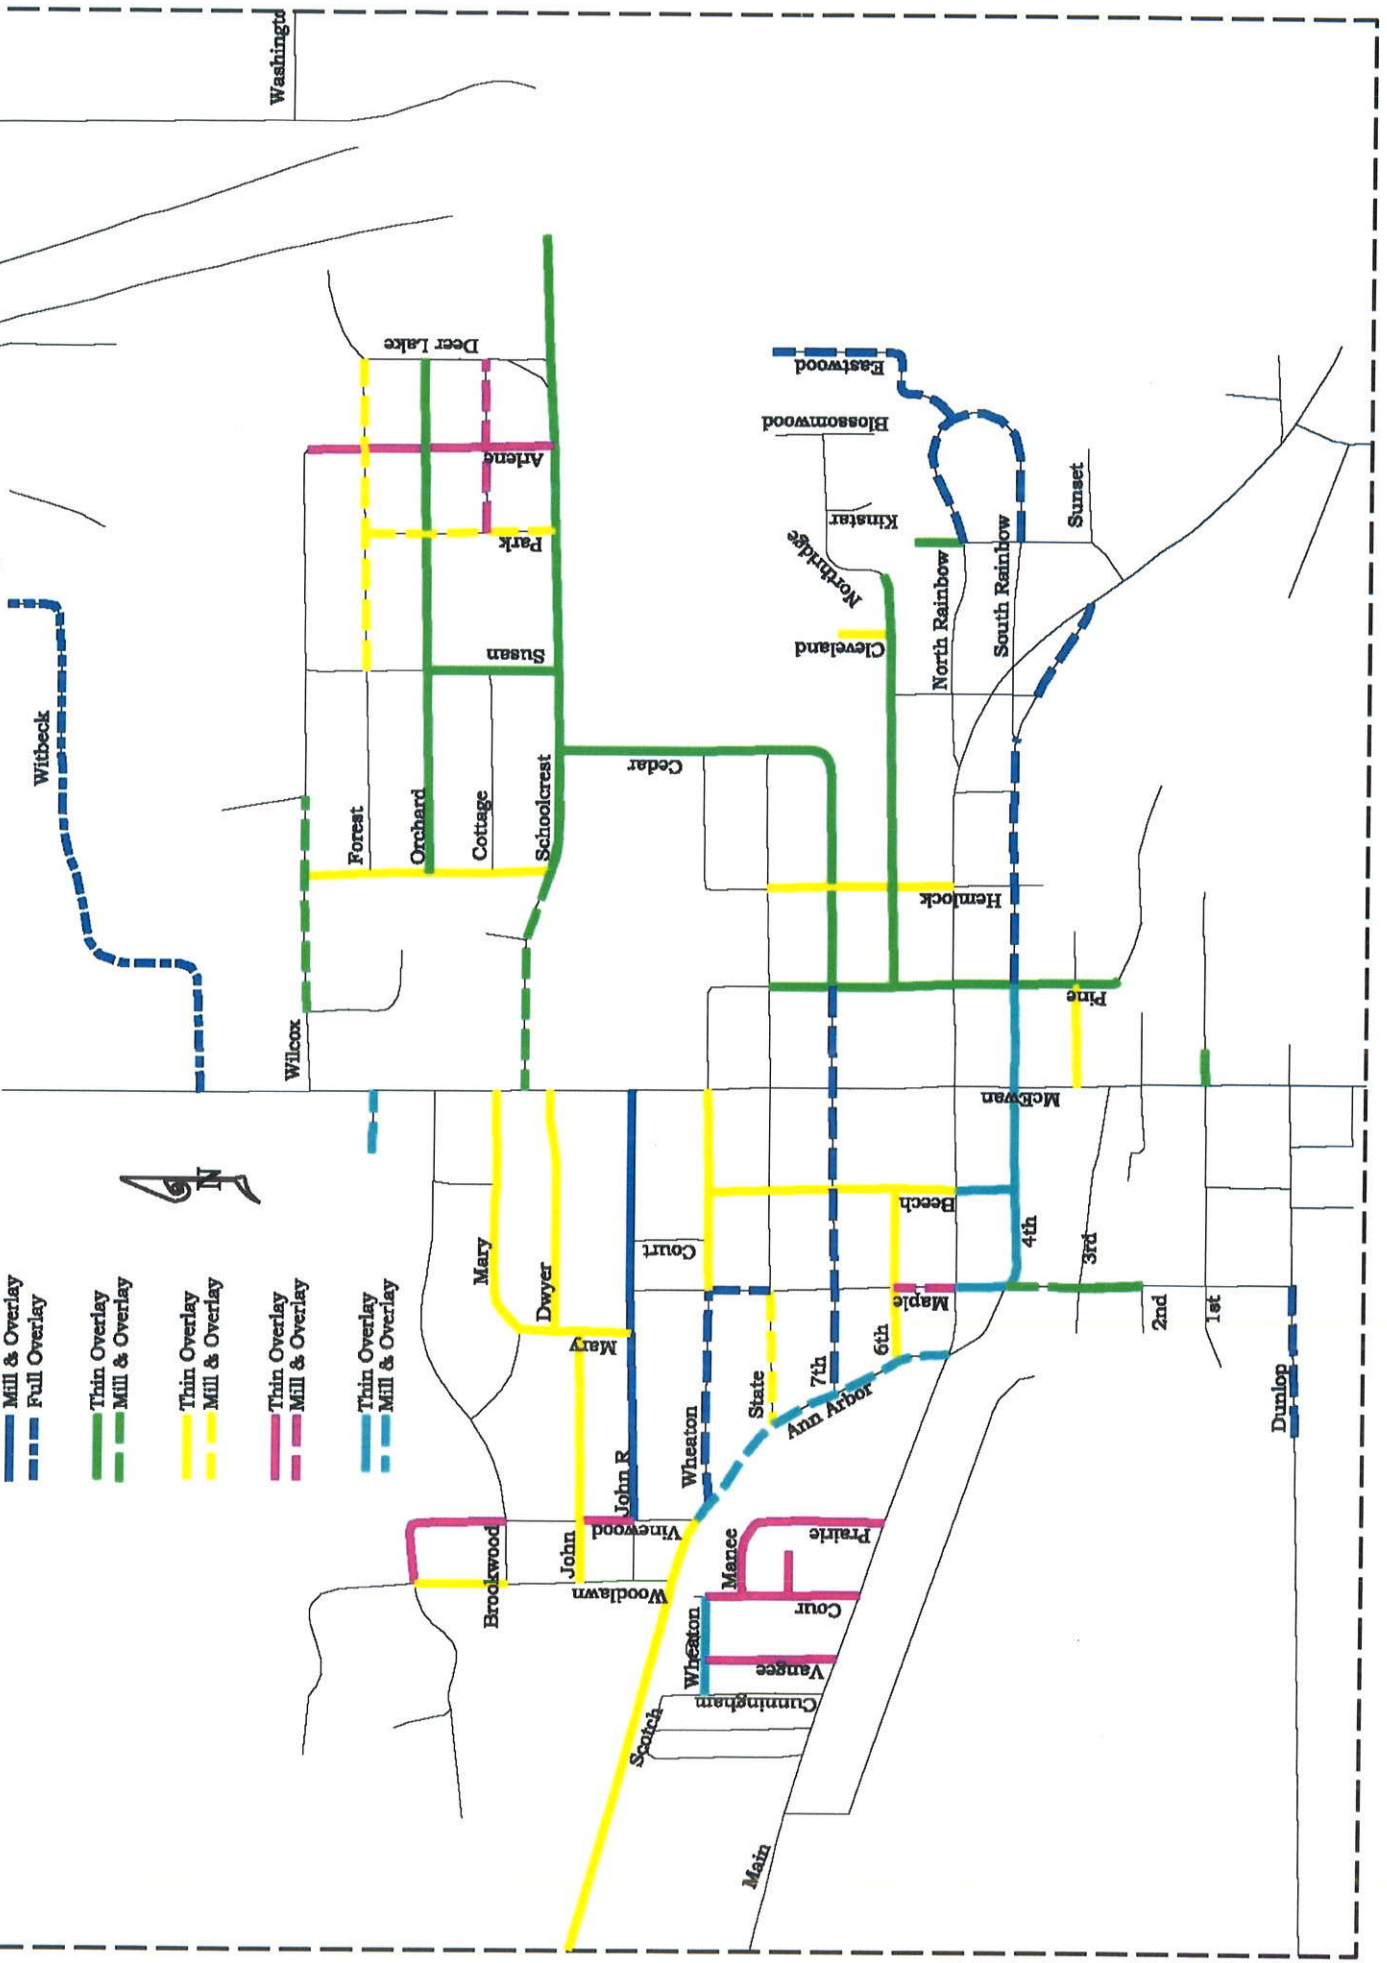 Washingto
Deer Lake
Arlene
Park
Susan
Witbeck
Forest
Orchard
Cottage
Schoolcrest
Cedar
Wilcox
Eastwood
Blossomwood
Kinstar
Northridge
Cleveland
North Rainbow
South Rainbow
Sunset
Hemlock
Pine
McEwan
N
Mary
Dwyer
Mary
Court
Beech
4th
3rd
Maple
6th
7th
2nd
1st
State
Ann Arbor
Wheaton
Dunlop
John R
Vinewood
John
Brookwood
Woodlawn
Manee
Prairie
Cour
Wheaton
Vangee
Cunningham
Scotch
Main
Mill & Overlay
Full Overlay
Thin Overlay
Mill & Overlay
Thin Overlay
Mill & Overlay
Thin Overlay
Mill & Overlay
Thin Overlay
Mill & Overlay